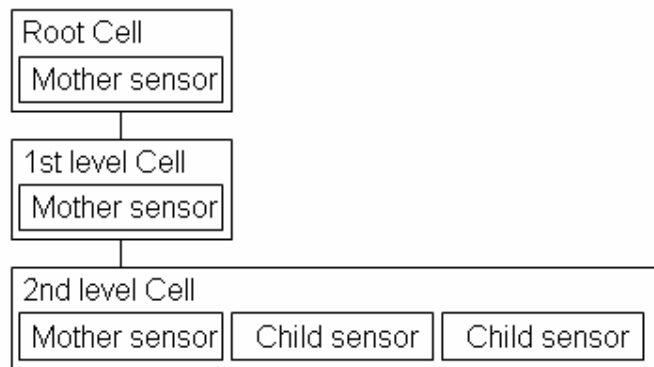 Root Cell
Mother sensor
1st level Cell
Mother sensor
2nd level Cell
Mother sensor Child sensor Child sensor